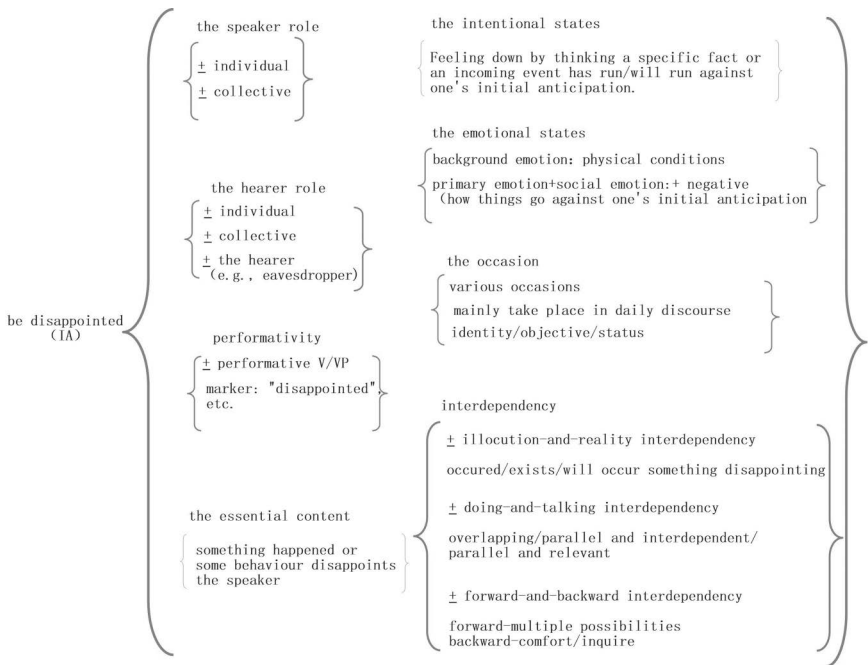 be disappointed
(IA)
the speaker role
± individual
± collective
the hearer role
± individual
± collective
± the hearer
(e.g., eavesdropper)
performativity
± performative V/VP
marker: "disappointed",
etc.
the essential content
something happened or
some behaviour disappoints
the speaker
the intentional states
Feeling down by thinking a specific fact or
an incoming event has run/will run against
one's initial anticipation.
the emotional states
background emotion: physical conditions
primary emotion+social emotion:+ negative
(how things go against one's initial anticipation
the occasion
various occasions
mainly take place in daily discourse
identity/objective/status
interdependency
± illocution-and-reality interdependency
occured/exists/will occur something disappointing
± doing-and-talking interdependency
overlapping/parallel and interdependent/
parallel and relevant
± forward-and-backward interdependency
forward-multiple possibilities
backward-comfort/inquire